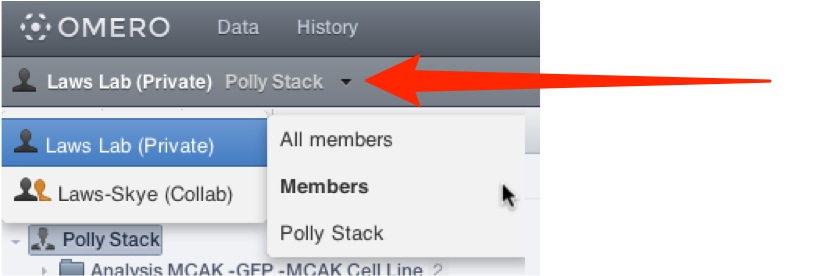 OMERO Data History
Laws Lab (Private) Polly Stack
Laws Lab (Private)
Laws-Skye (Collab)
All members
Members
Polly Stack
Polly Stack
Analysis MCAK -GFP -MCAK Cell Line 2